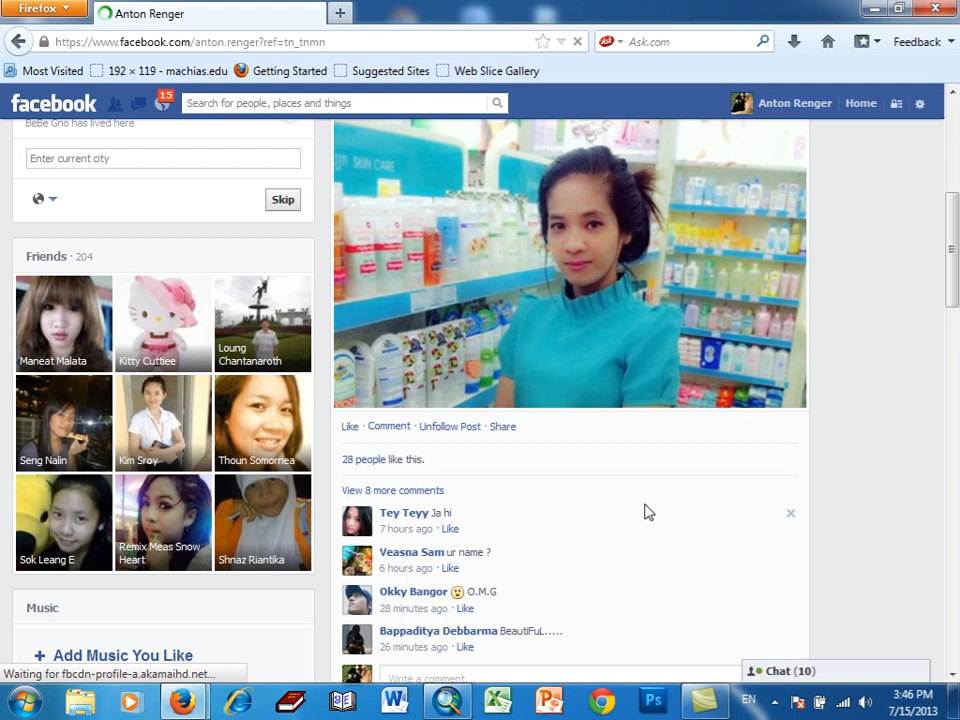 Firefox
Anton Renger
https://www.facebook.com/anton.renger?ref=tn_tnmn
Ask.com
Feedback
Most Visited
192 × 119 - machias.edu
Getting Started
Suggested Sites
Web Slice Gallery
facebook
15
Search for people, places and things
Anton Renger
Home
BeBe Gno has lived here
Enter current city
Skip
Friends · 204
Maneat Malata
Kitty Cuttiee
Loung
Chantanaroth
Seng Nalin
Kim Sroy
Thoun Somornea
Sok Leang E
Remix Meas Snow
Heart
Shnaz Riantika
Music
+ Add Music You Like
Waiting for fbcdn-profile-a.akamaihd.net...
SKIN CARE
Like · Comment · Unfollow Post · Share
28 people like this.
View 8 more comments
Tey Teyy Ja hi
7 hours ago · Like
Veasna Sam ur name ?
6 hours ago · Like
Okky Bangor O.M.G
28 minutes ago · Like
Bappaditya Debbarma BeautiFuL.....
26 minutes ago · Like
Write a comment...
Chat (10)
EN
3:46 PM
7/15/2013